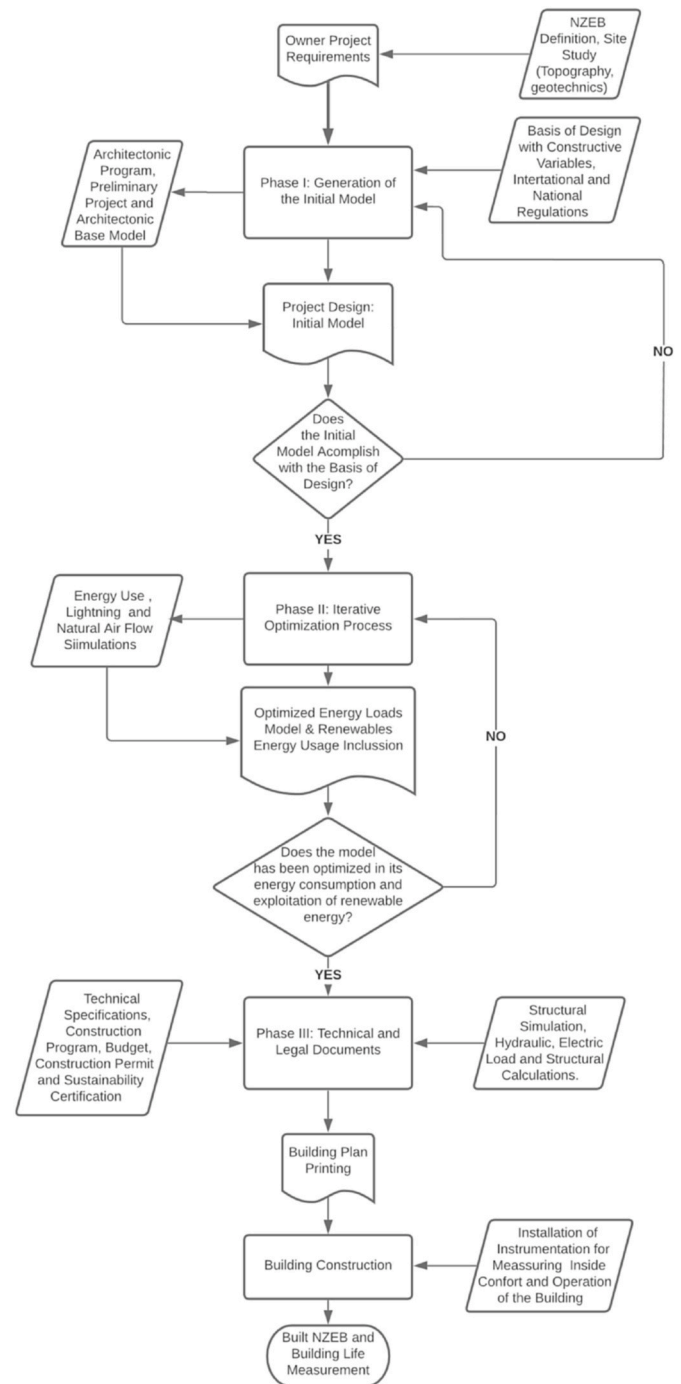 Owner Project
Requirements
NZEB
Definition, Site
Study
(Topography,
geotechnics)
Architectonic
Program,
Preliminary
Project and
Architectonic
Base Model
Phase I: Generation of
the Initial Model
Basis of Design
with Constructive
Variables,
Intertational and
National
Regulations
Project Design:
Initial Model
NO
Does
the Initial
Model Acomplish
with the Basis of
Design?
YES
Energy Use ,
Lightning and
Natural Air Flow
Siimulations
Phase II: Iterative
Optimization Process
Optimized Energy Loads
Model & Renewables
Energy Usage Inclussion
NO
Does the model
has been optimized in its
energy consumption and
exploitation of renewable
energy?
YES
Technical
Specifications,
Construction
Program, Budget,
Construction Permit
and Sustainability
Certification
Phase III: Technical and
Legal Documents
Structural
Simulation,
Hydraulic, Electric
Load and Structural
Calculations.
Building Plan
Printing
Building Construction
Installation of
Instrumentation for
Meassuring Inside
Confort and Operation
of the Building
Built NZEB and
Building Life
Measurement